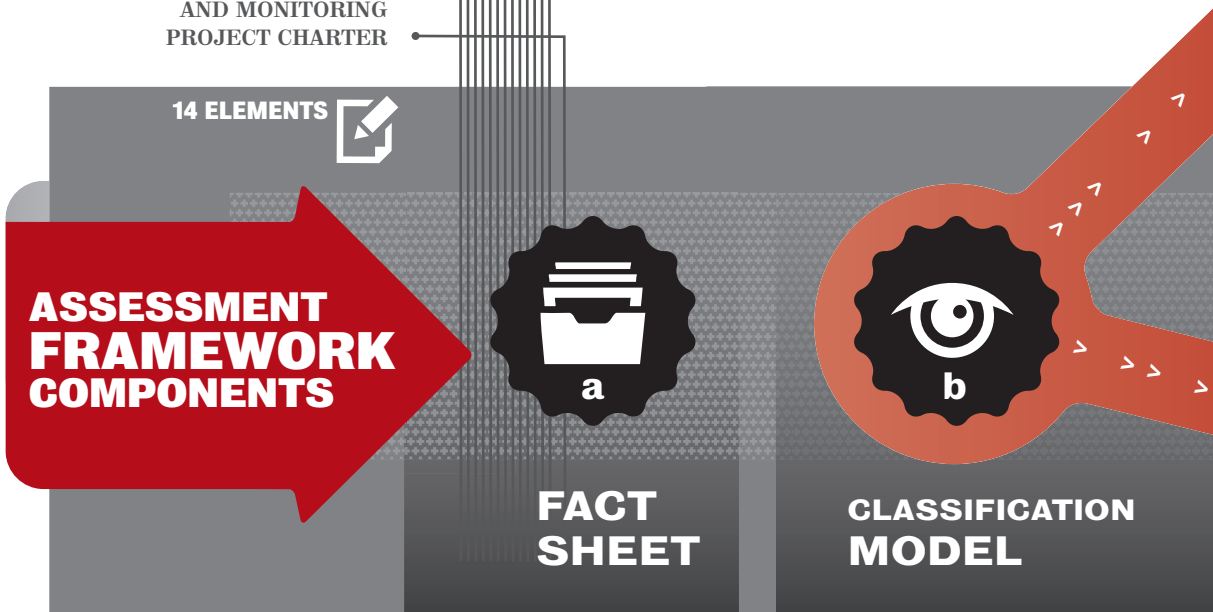 AND MONITORING
PROJECT CHARTER
14 ELEMENTS
ASSESSMENT
FRAMEWORK
COMPONENTS
a
FACT
SHEET
b
CLASSIFICATION
MODEL